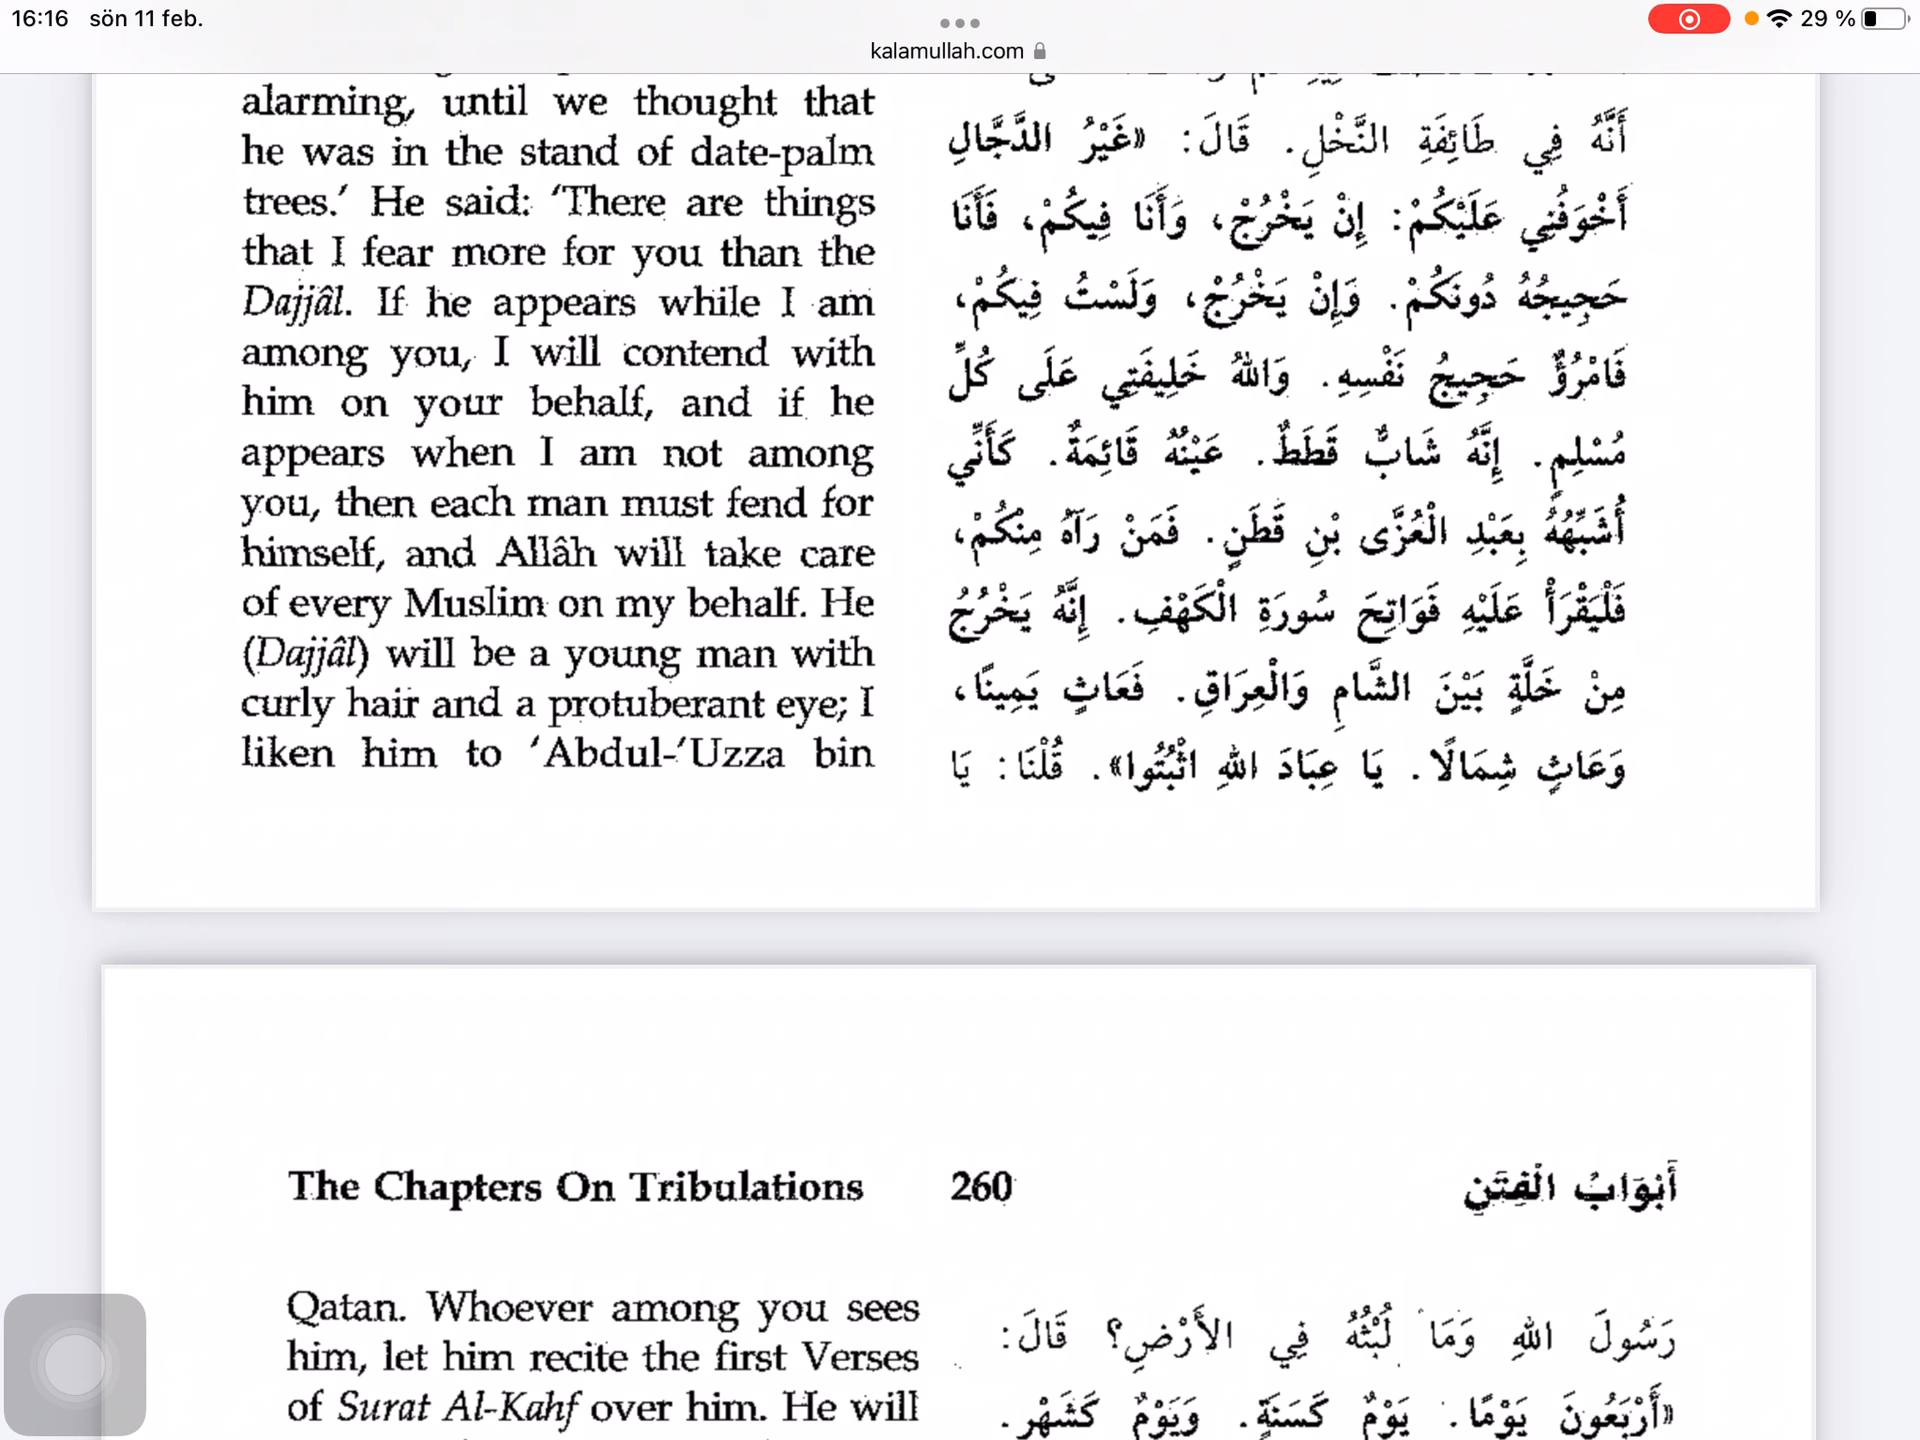 16:16 sön 11 feb.
29 %
kalamullah.com
alarming, until we thought that
he was in the stand of date-palm
trees.’ He said: ‘There are things
that I fear more for you than the
Dajjâl. If he appears while I am
among you, I will contend with
him on your behalf, and if he
appears when I am not among
you, then each man must fend for
himself, and Allâh will take care
of every Muslim on my behalf. He
(Dajjâl) will be a young man with
curly hair and a protuberant eye; I
liken him to ‘Abdul-‘Uzza bin
أَنَّهُ فِي طَائِفَةِ النَّخْلِ. قَالَ: «غَيْرُ الدَّجَّالِ
أَخْوَفُنِي عَلَيْكُمْ: إِنْ يَخْرُجْ، وَأَنَا فِيكُمْ، فَأَنَا
حَجِيجُهُ دُونَكُمْ. وَإِنْ يَخْرُجْ، وَلَسْتُ فِيكُمْ،
فَامْرُؤٌ حَجِيجُ نَفْسِهِ. وَاللهُ خَلِيفَتِي عَلَى كُلِّ
مُسْلِمٍ. إِنَّهُ شَابٌّ قَطَطٌ. عَيْنُهُ قَائِمَةٌ. كَأَنِّي
أُشَبِّهُهُ بِعَبْدِ الْعُزَّى بْنِ قَطَنٍ. فَمَنْ رَآهُ مِنْكُمْ،
فَلْيَقْرَأْ عَلَيْهِ فَوَاتِحَ سُورَةِ الْكَهْفِ. إِنَّهُ يَخْرُجُ
مِنْ خَلَّةٍ بَيْنَ الشَّامِ وَالْعِرَاقِ. فَعَاثٍ يَمِينًا،
وَعَاثٍ شِمَالًا. يَا عِبَادَ اللهِ اثْبُتُوا». قُلْنَا: يَا
The Chapters On Tribulations 260 أَبْوَابُ الْفِتَنِ
Qatan. Whoever among you sees
him, let him recite the first Verses
of Surat Al-Kahf over him. He will
رَسُولَ اللهِ وَمَا لُبْثُهُ فِي الأَرْضِ؟ قَالَ:
«أَرْبَعُونَ يَوْمًا. يَوْمٌ كَسَنَةٍ. وَيَوْمٌ كَشَهْرٍ.